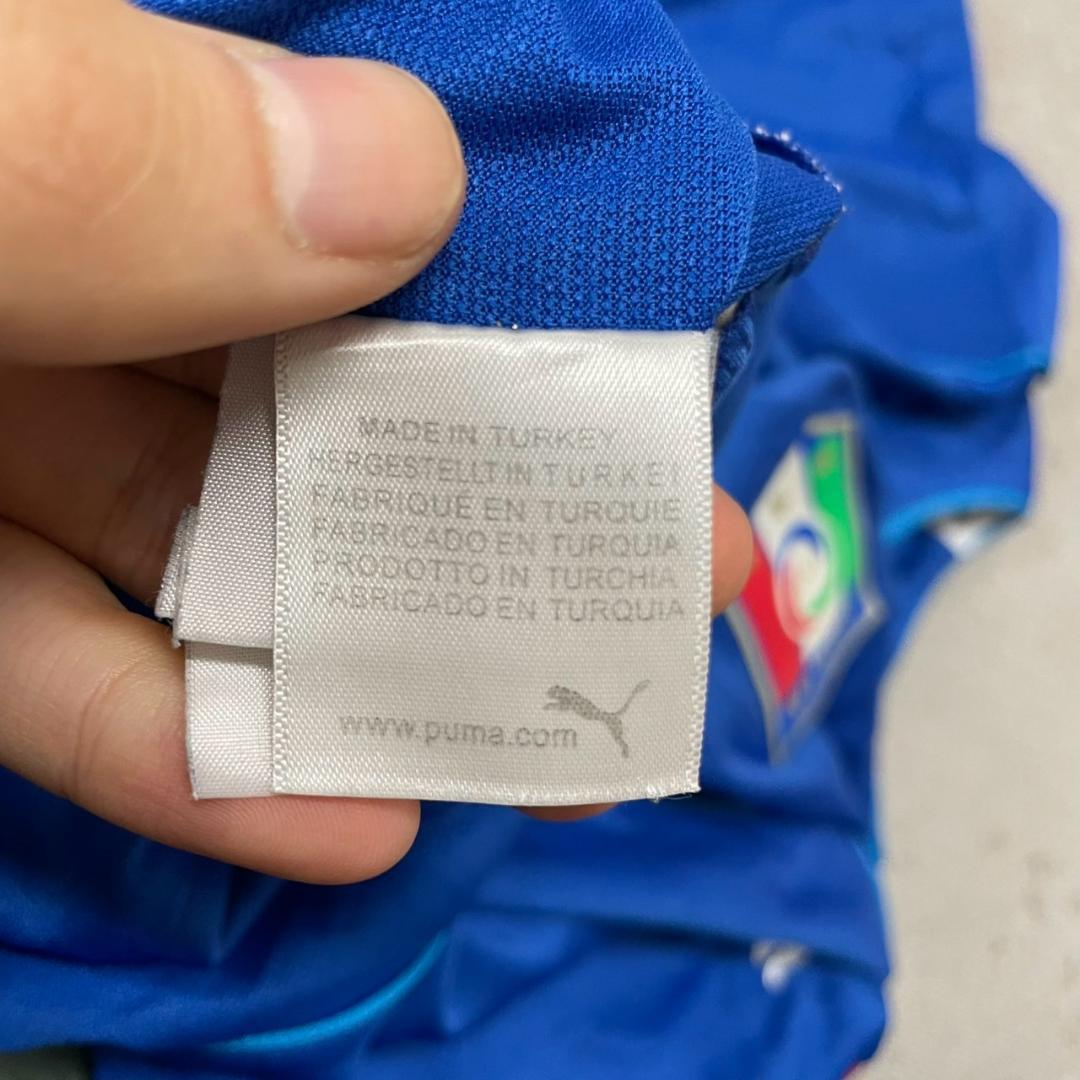 MADE IN TURKEY
HERGESTELLT IN TURKEI
FABRIQUÉ EN TURQUIE
FABRICADO EN TURQUIA
PRODOTTO IN TURCHIA
FABRICADO EN TURQUIA
www.puma.com